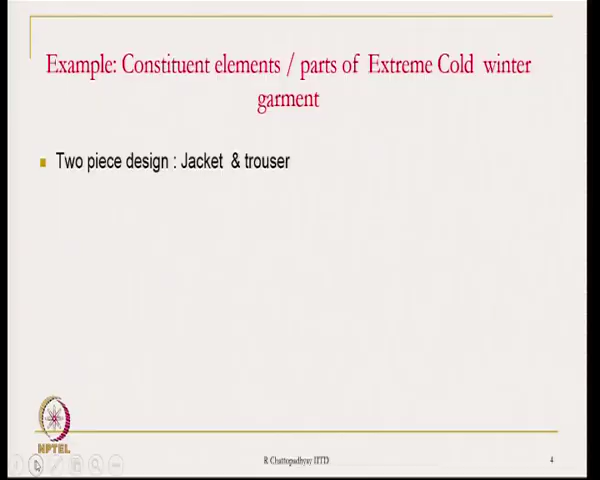 Example: Constituent elements / parts of Extreme Cold winter
garment
Two piece design : Jacket & trouser
NPTEL
R Chattopadhyay IITD
4